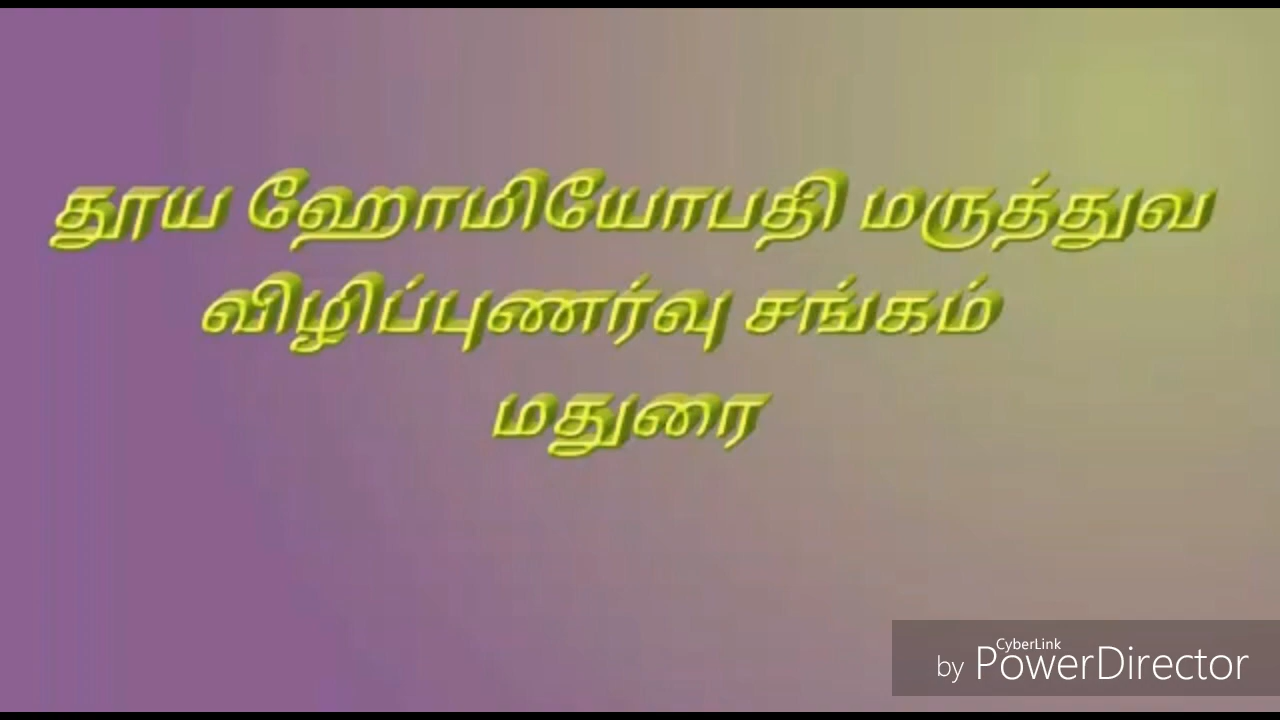 தூய ஹோமியோபதி மருத்துவ
விழிப்புணர்வு சங்கம்
மதுரை
CyberLink
by PowerDirector